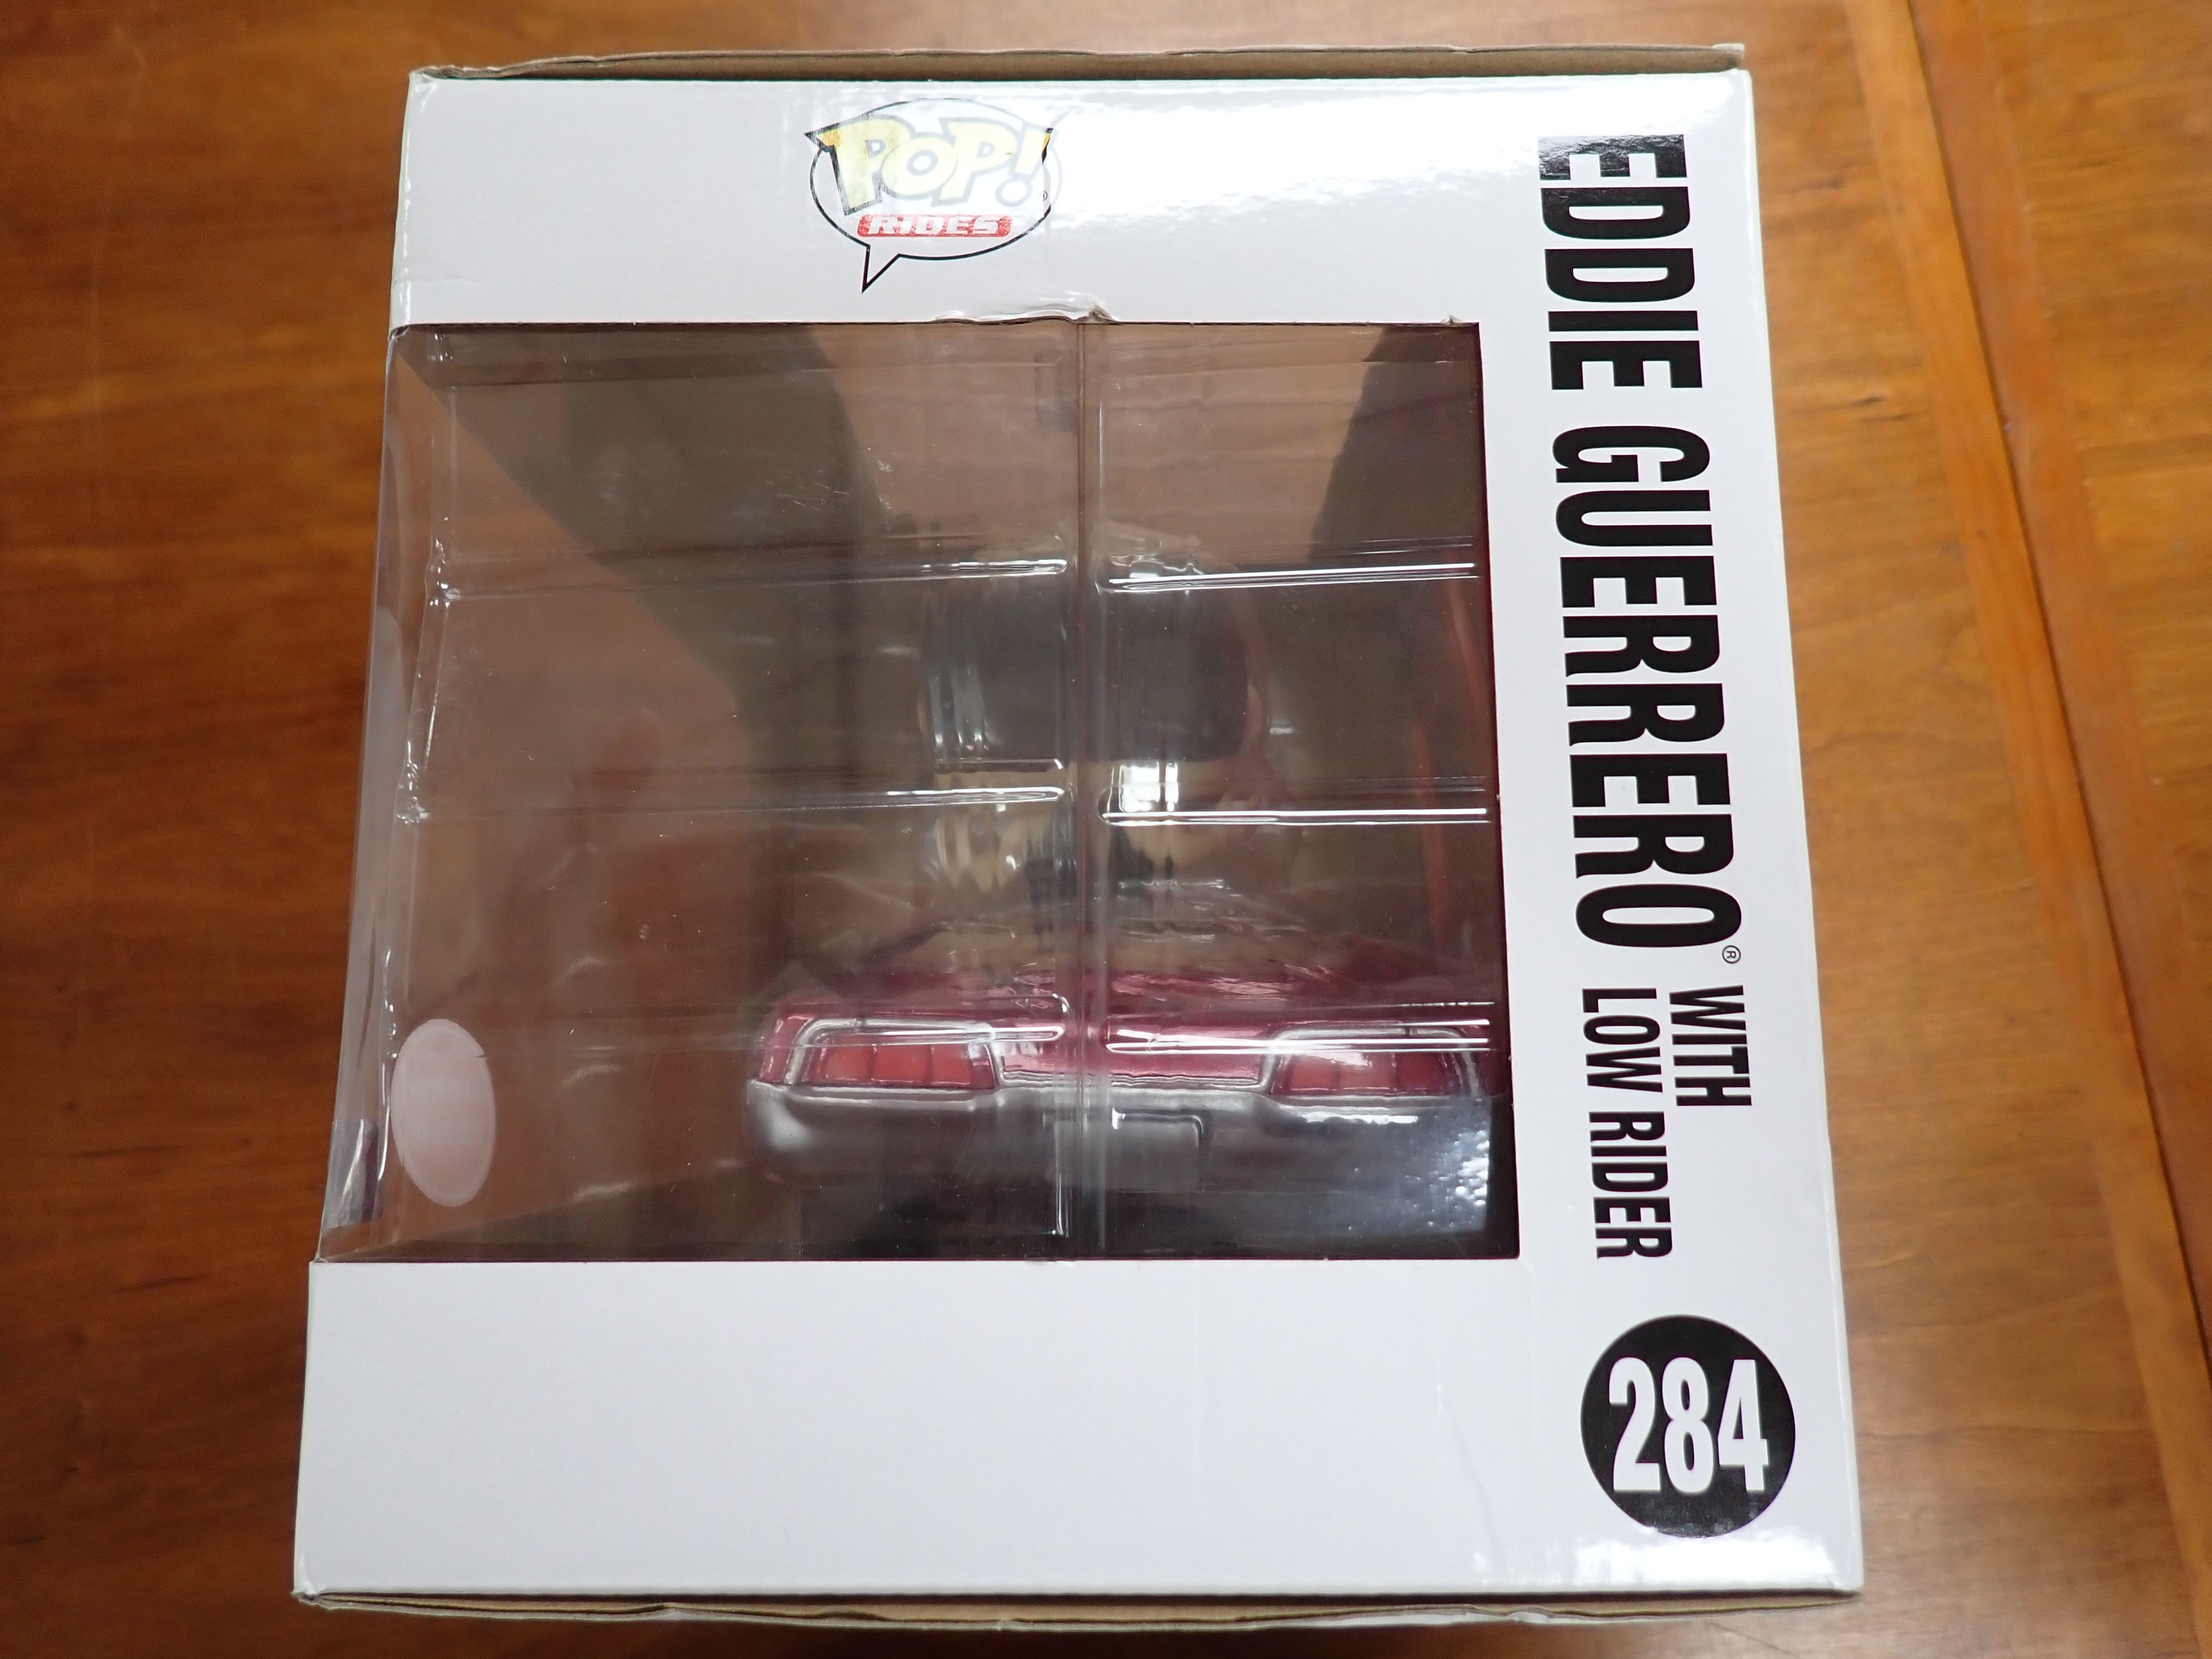 POP!
RIDES
EDDIE GUERRERO® WITH
LOW RIDER
284